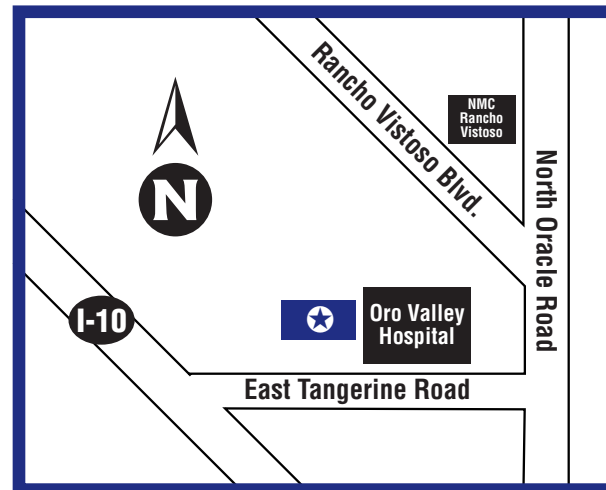 Rancho Vistoso Blvd.
NMC
Rancho
Vistoso
North Oracle Road
N
I-10
Oro Valley
Hospital
East Tangerine Road